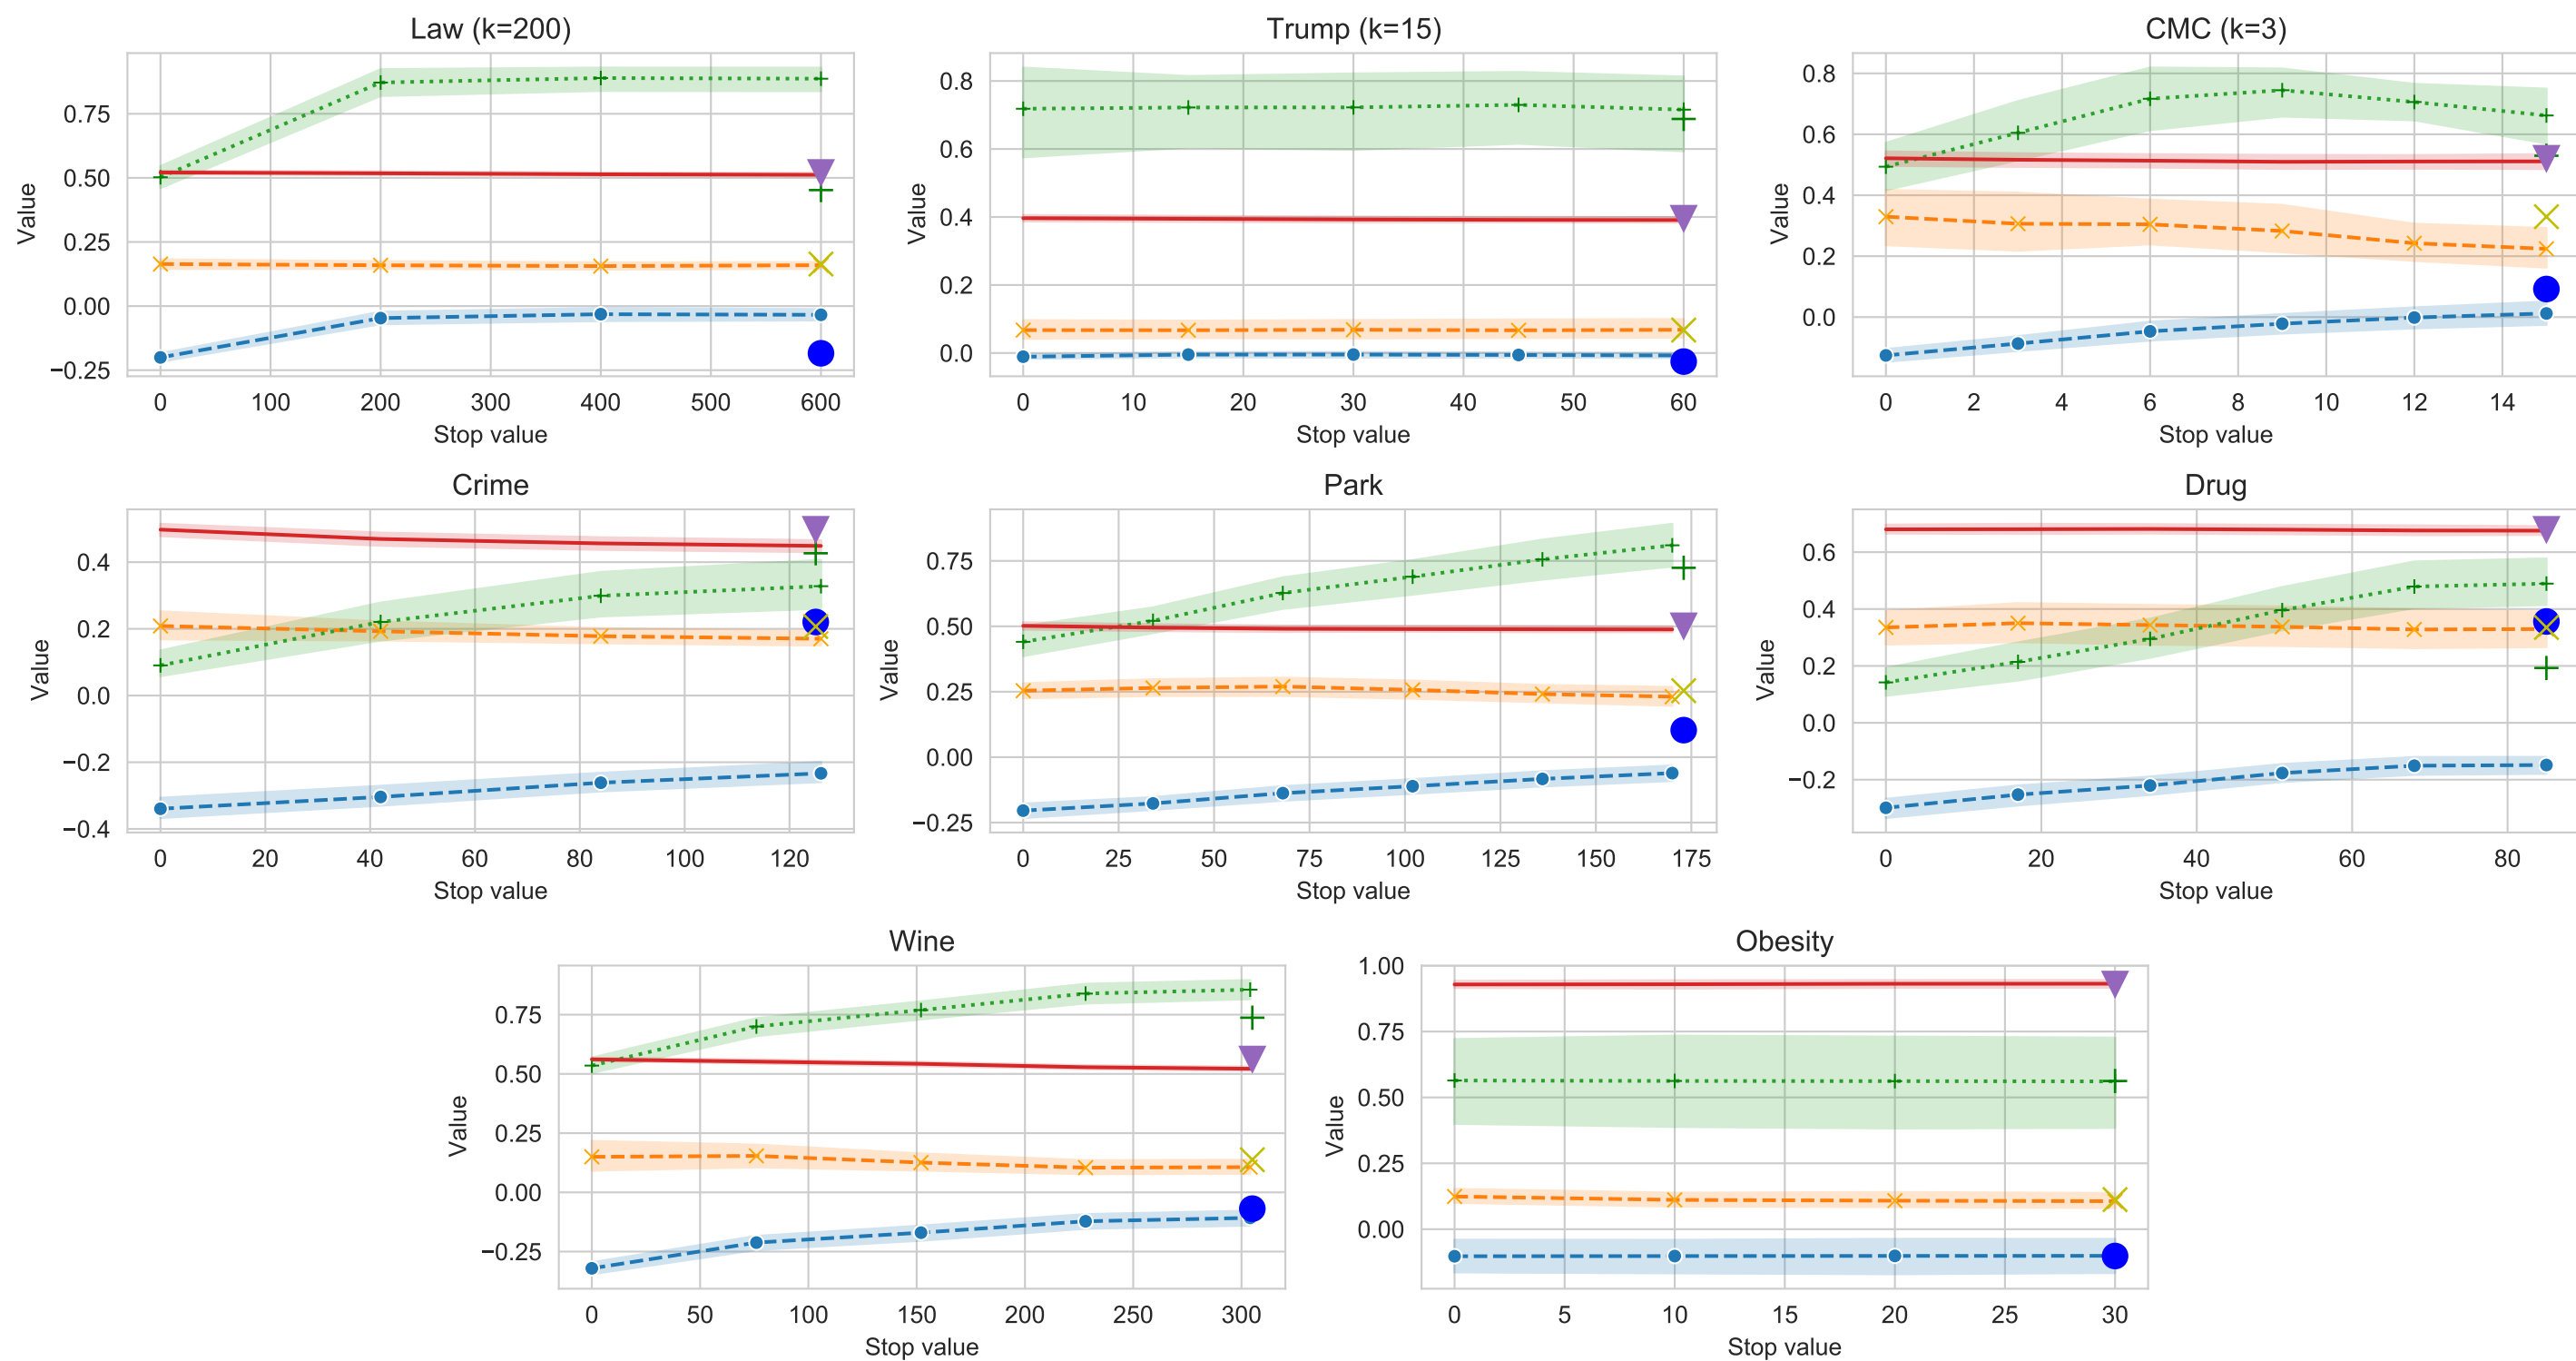 Law (k=200)
Value
0.75
0.50
0.25
0.00
−0.25
0 100 200 300 400 500 600
Stop value
Trump (k=15)
Value
0.8
0.6
0.4
0.2
0.0
0 10 20 30 40 50 60
Stop value
CMC (k=3)
Value
0.8
0.6
0.4
0.2
0.0
0 2 4 6 8 10 12 14
Stop value
Crime
Value
0.4
0.2
0.0
−0.2
−0.4
0 20 40 60 80 100 120
Stop value
Park
Value
0.75
0.50
0.25
0.00
−0.25
0 25 50 75 100 125 150 175
Stop value
Drug
Value
0.6
0.4
0.2
0.0
−0.2
0 20 40 60 80
Stop value
Wine
Value
0.75
0.50
0.25
0.00
−0.25
0 50 100 150 200 250 300
Stop value
Obesity
Value
1.00
0.75
0.50
0.25
0.00
0 5 10 15 20 25 30
Stop value